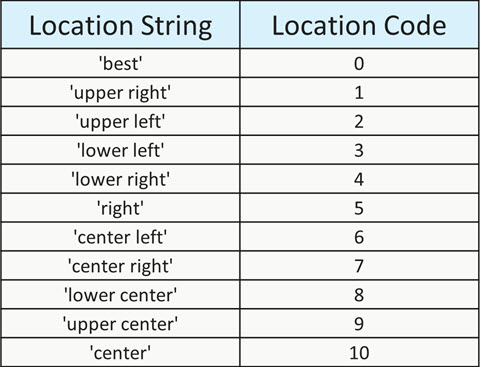 Location String Location Code
'best' 0
'upper right' 1
'upper left' 2
'lower left' 3
'lower right' 4
'right' 5
'center left' 6
'center right' 7
'lower center' 8
'upper center' 9
'center' 10